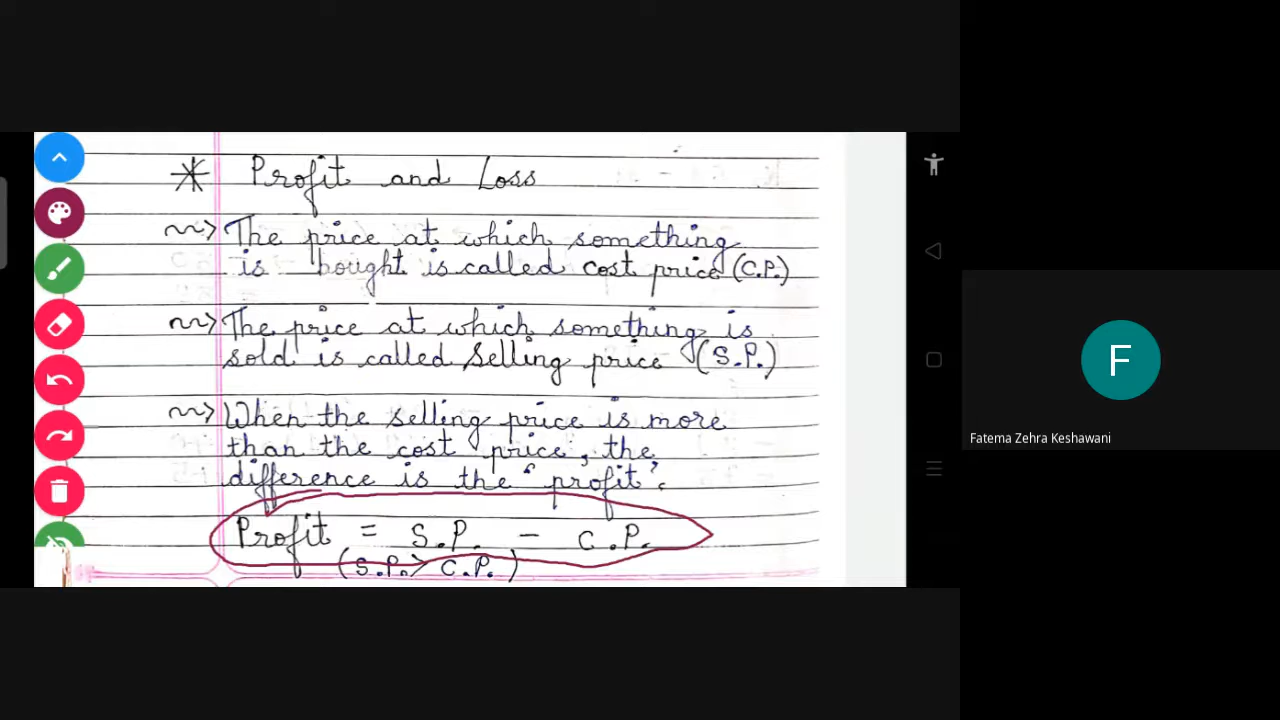 * Profit and Loss
~~> The price at which something
is bought is called cost price (C.P.)
~~> The price at which something is
sold is called selling price (S.P.)
~~> When the selling price is more
than the cost price, the
difference is the "profit".
Profit = S.P. - C.P.
(S.P. > C.P.)
F
Fatema Zehra Keshawani